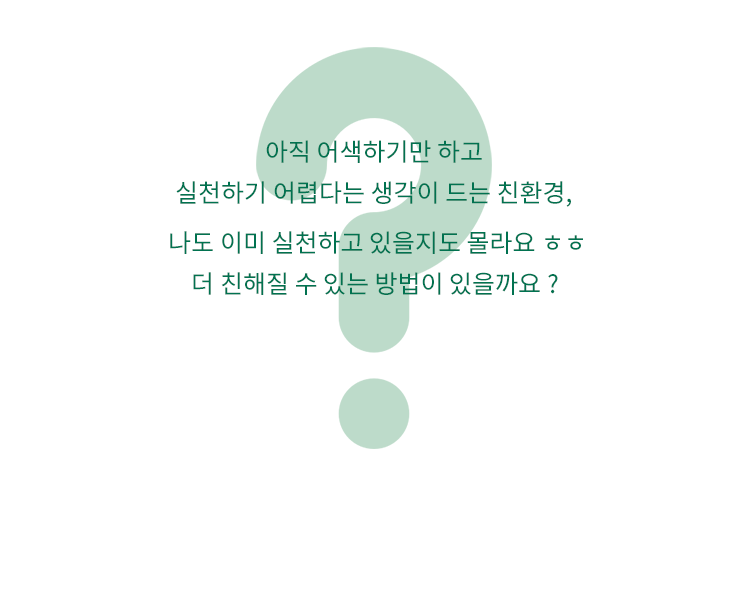 아직 어색하기만 하고
실천하기 어렵다는 생각이 드는 친환경,
나도 이미 실천하고 있을지도 몰라요 ㅎㅎ
더 친해질 수 있는 방법이 있을까요 ?